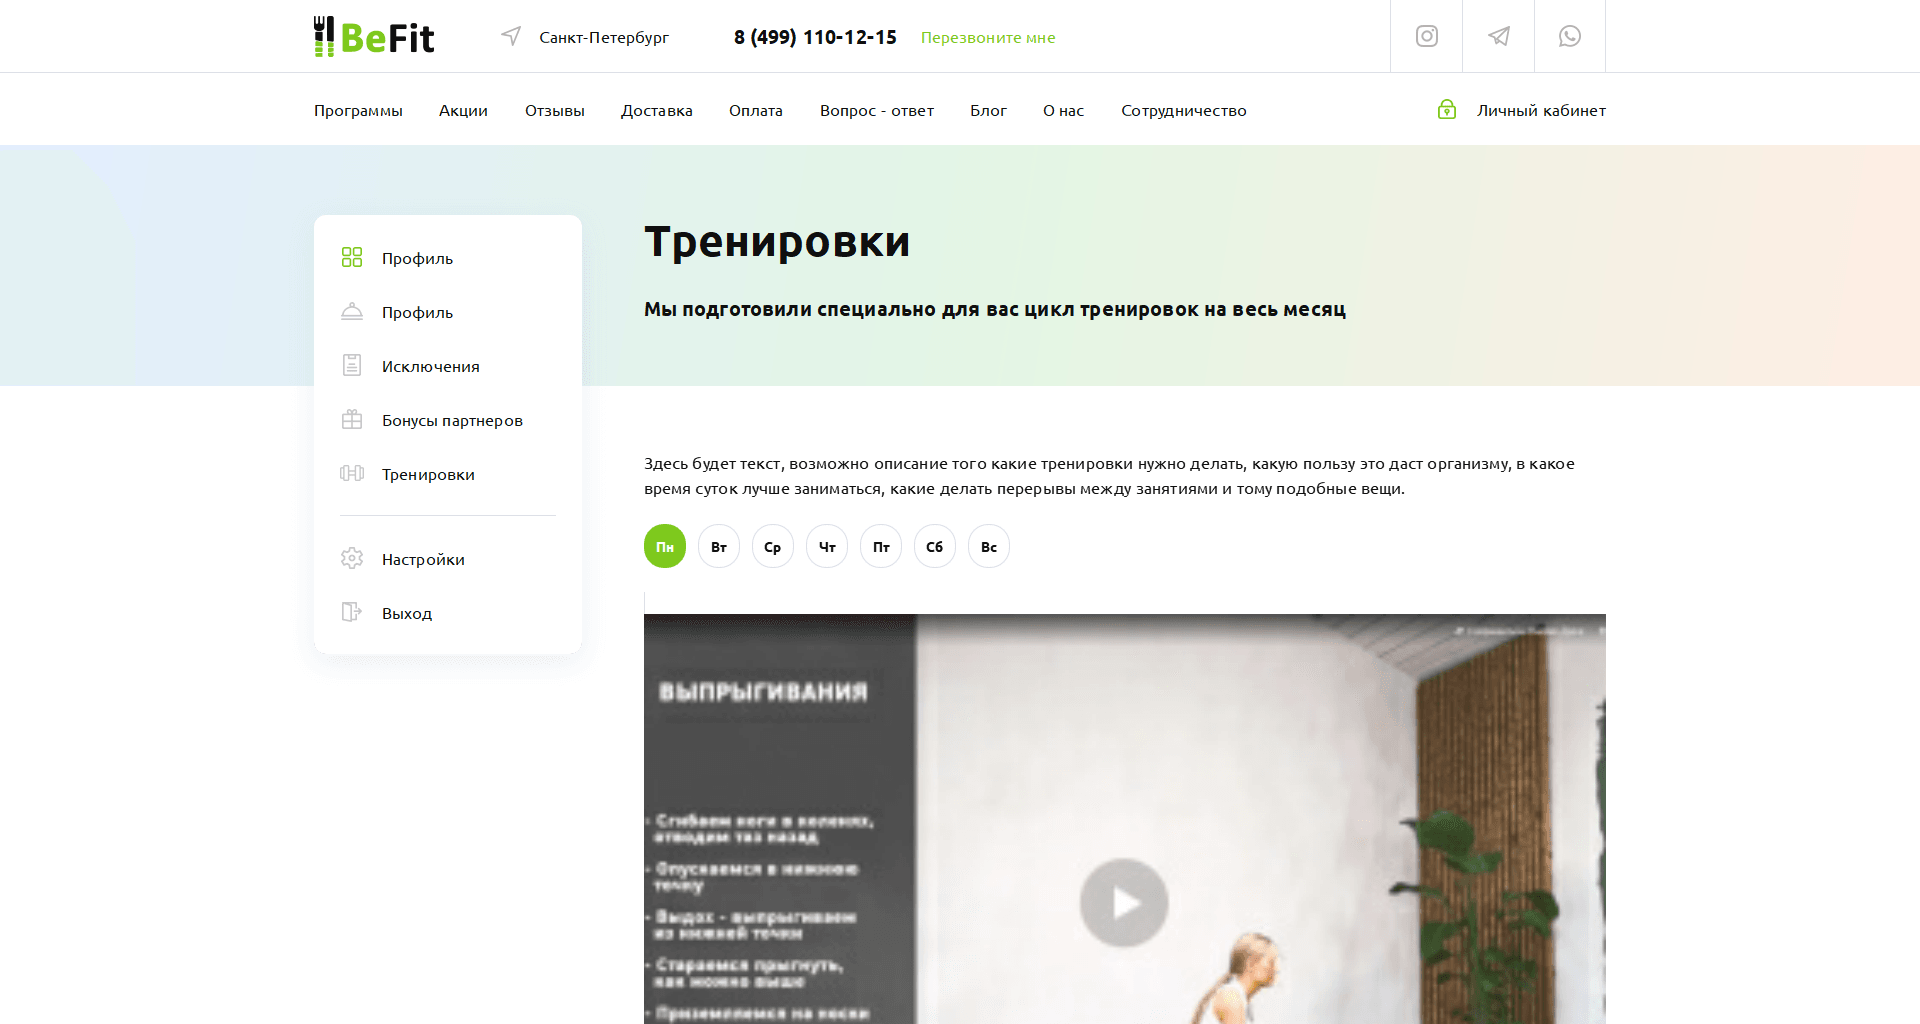 BeFit
Санкт-Петербург
8 (499) 110-12-15
Перезвоните мне
Программы
Акции
Отзывы
Доставка
Оплата
Вопрос - ответ
Блог
О нас
Сотрудничество
Личный кабинет
Профиль
Профиль
Исключения
Бонусы партнеров
Тренировки
Настройки
Выход
Тренировки
Мы подготовили специально для вас цикл тренировок на весь месяц
Здесь будет текст, возможно описание того какие тренировки нужно делать, какую пользу это даст организму, в какое
время суток лучше заниматься, какие делать перерывы между занятиями и тому подобные вещи.
Пн
Вт
Ср
Чт
Пт
Сб
Вс
ВЫПРЫГИВАНИЯ
- Сгибаем ноги в коленях,
отводим таз назад
- Опускаемся в нижнюю
точку
- Выдох - выпрыгиваем
из нижней точки
- Стараемся прыгнуть,
как можно выше
- Приземляемся на носки